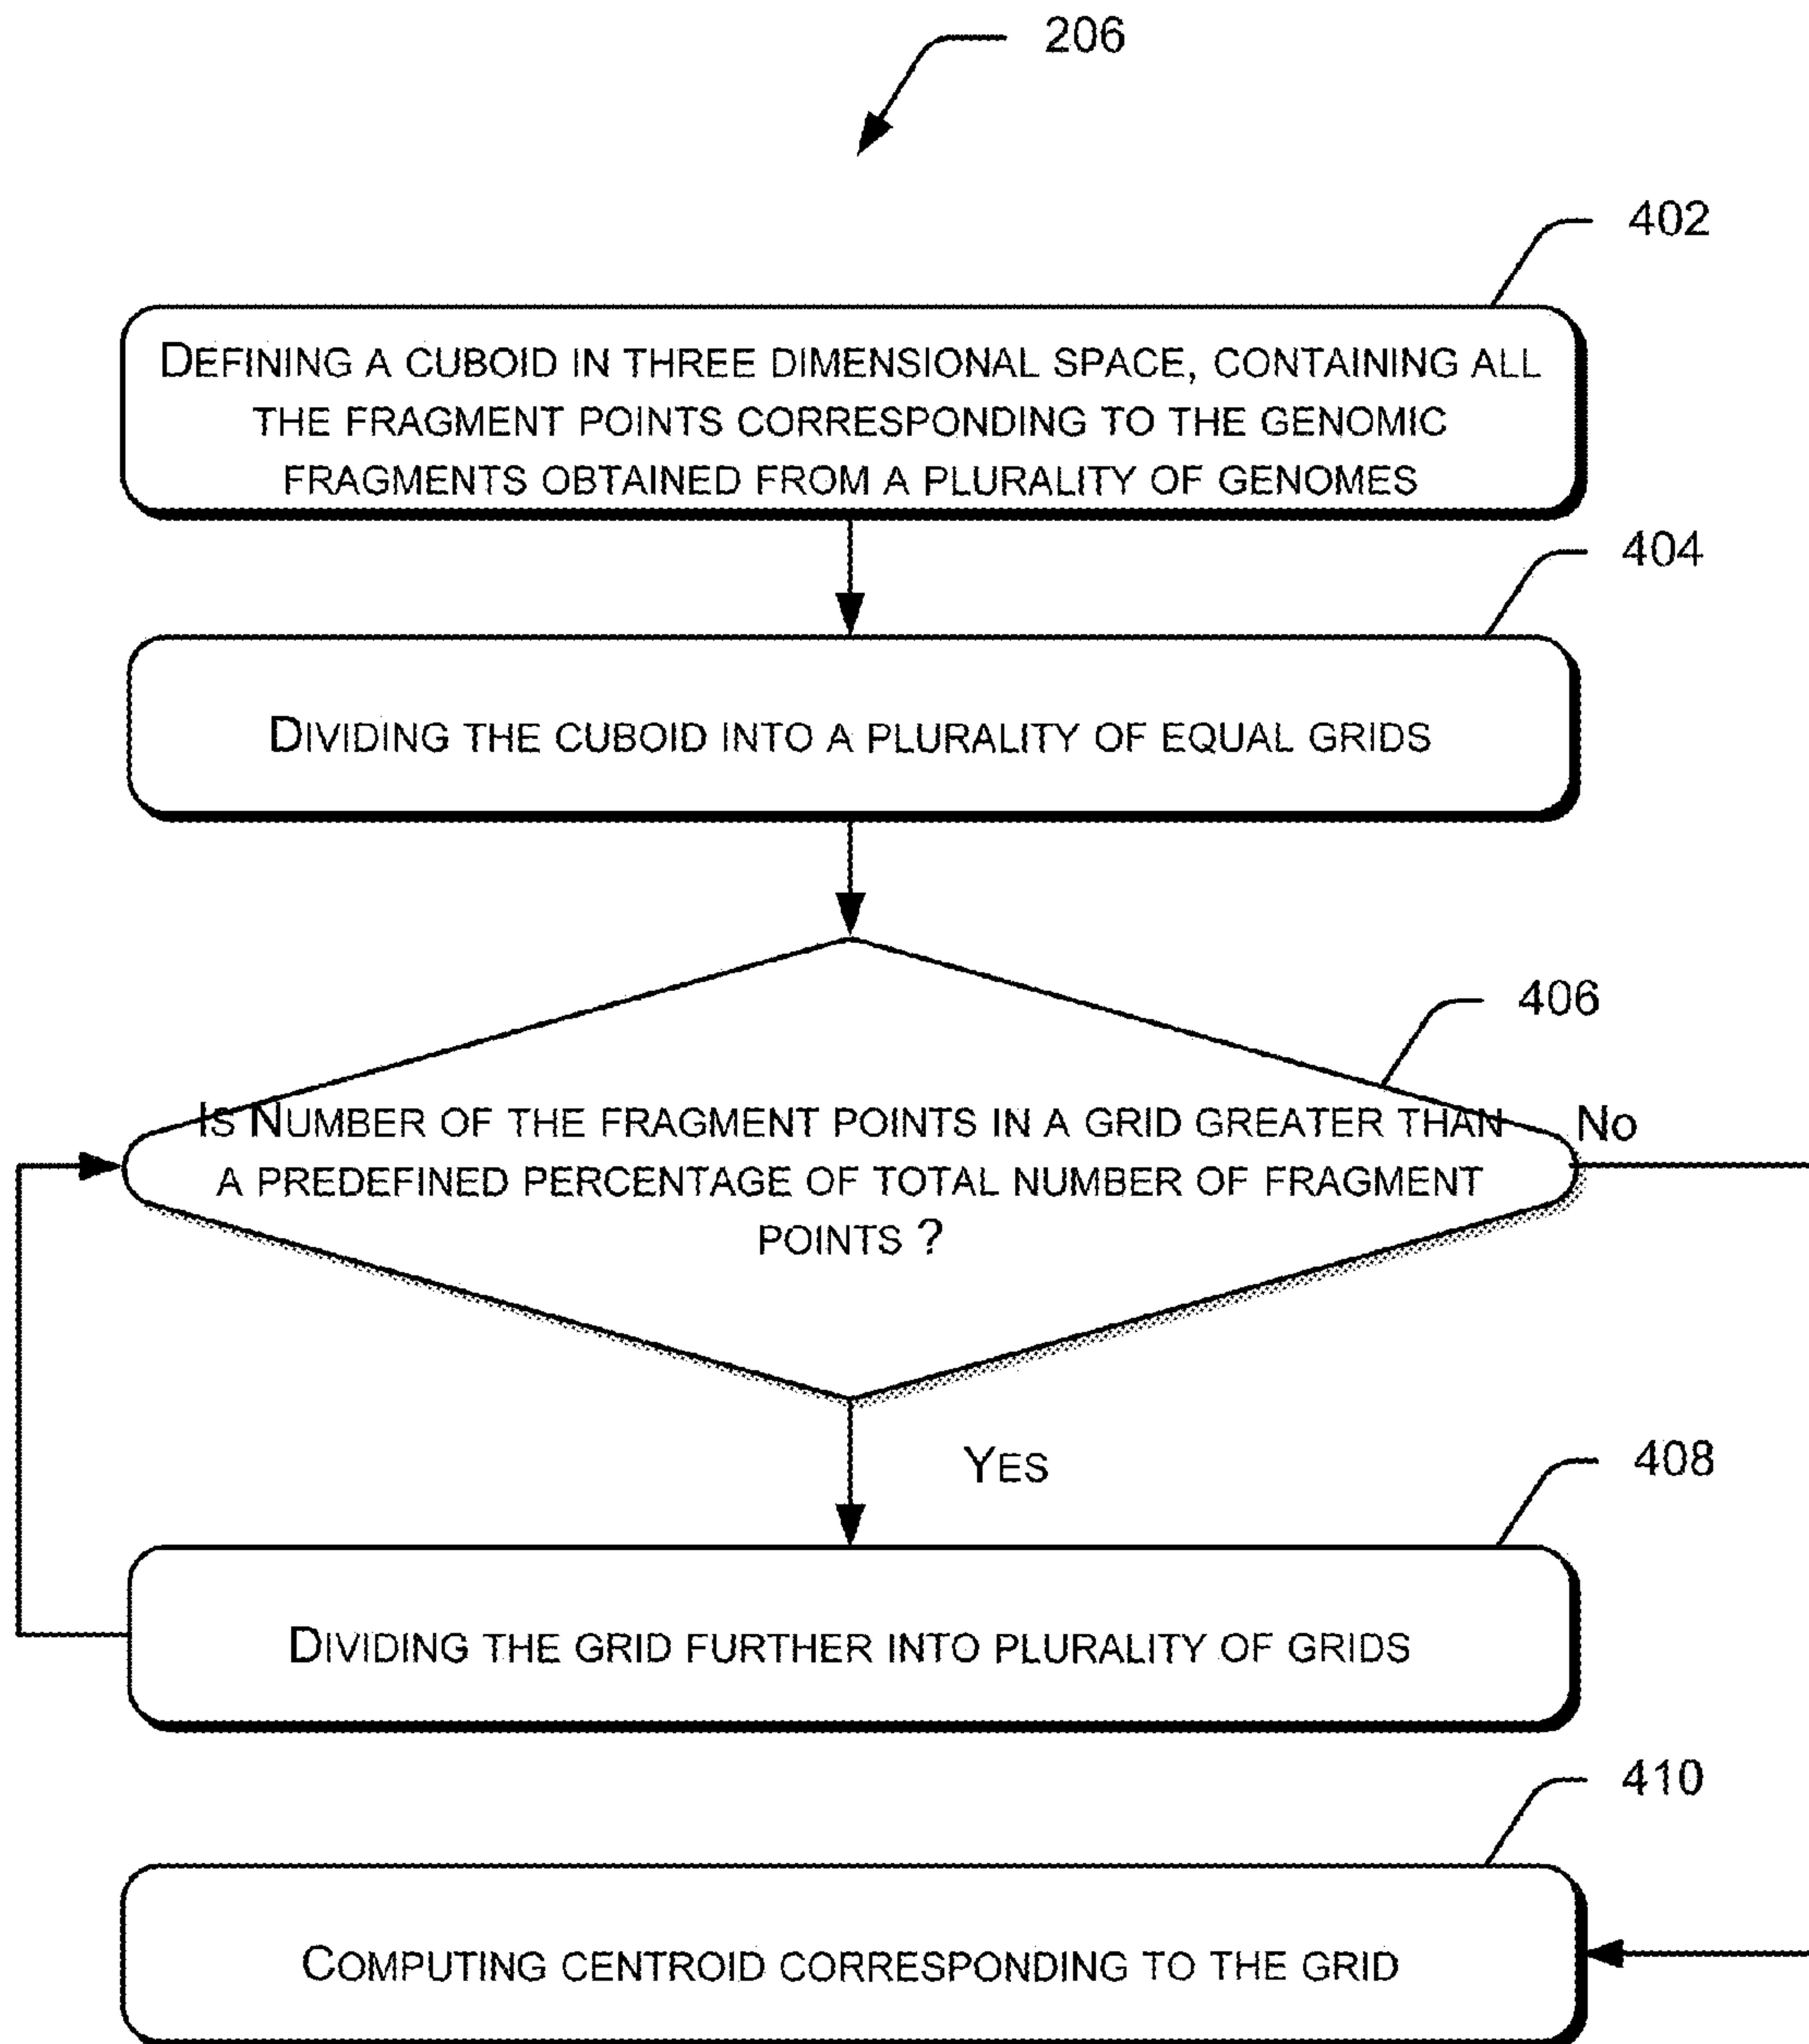 206
402
DEFINING A CUBOID IN THREE DIMENSIONAL SPACE, CONTAINING ALL
THE FRAGMENT POINTS CORRESPONDING TO THE GENOMIC
FRAGMENTS OBTAINED FROM A PLURALITY OF GENOMES
404
DIVIDING THE CUBOID INTO A PLURALITY OF EQUAL GRIDS
406
IS NUMBER OF THE FRAGMENT POINTS IN A GRID GREATER THAN
A PREDEFINED PERCENTAGE OF TOTAL NUMBER OF FRAGMENT
POINTS ?
NO
YES
408
DIVIDING THE GRID FURTHER INTO PLURALITY OF GRIDS
410
COMPUTING CENTROID CORRESPONDING TO THE GRID